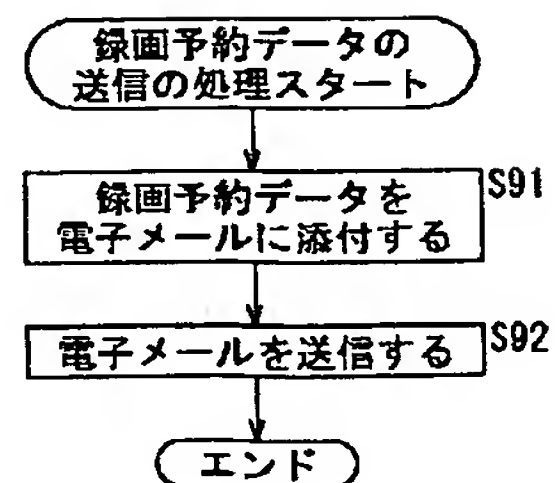 録画予約データの
送信の処理スタート
録画予約データを
電子メールに添付する
S91
電子メールを送信する
S92
エンド